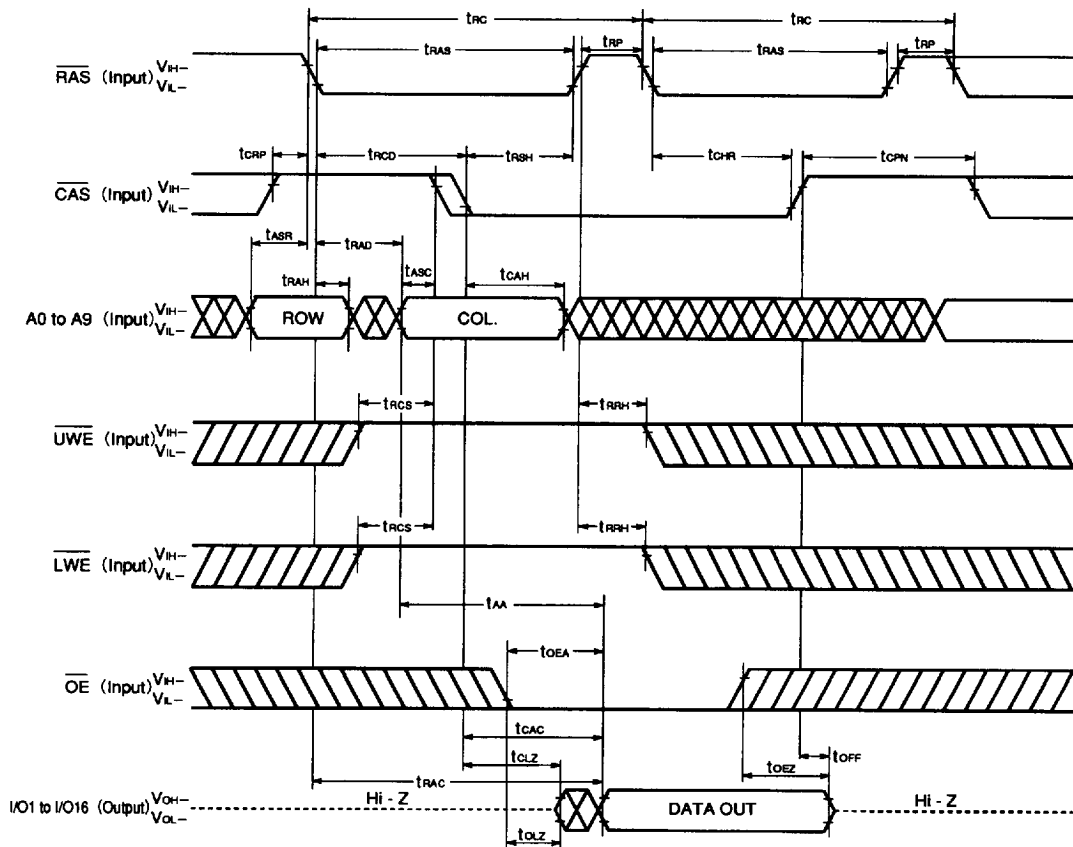 tRC tRC
tRAS tRP tRAS tRP
RAS (Input) VIH–
VIL–
tCRP tRCD tRSH tCHR tCPN
CAS (Input) VIH–
VIL–
tASR tRAD tASC tCAH
tRAH
A0 to A9 (Input) VIH–
VIL–
ROW COL.
tRCS tRRH
UWE (Input) VIH–
VIL–
tRCS tRRH
LWE (Input) VIH–
VIL–
tAA
tOEA
OE (Input) VIH–
VIL–
tCAC
tCLZ tOEZ tOFF
tRAC
I/O1 to I/O16 (Output) VOH–
VOL–
Hi - Z DATA OUT Hi - Z
tOLZ